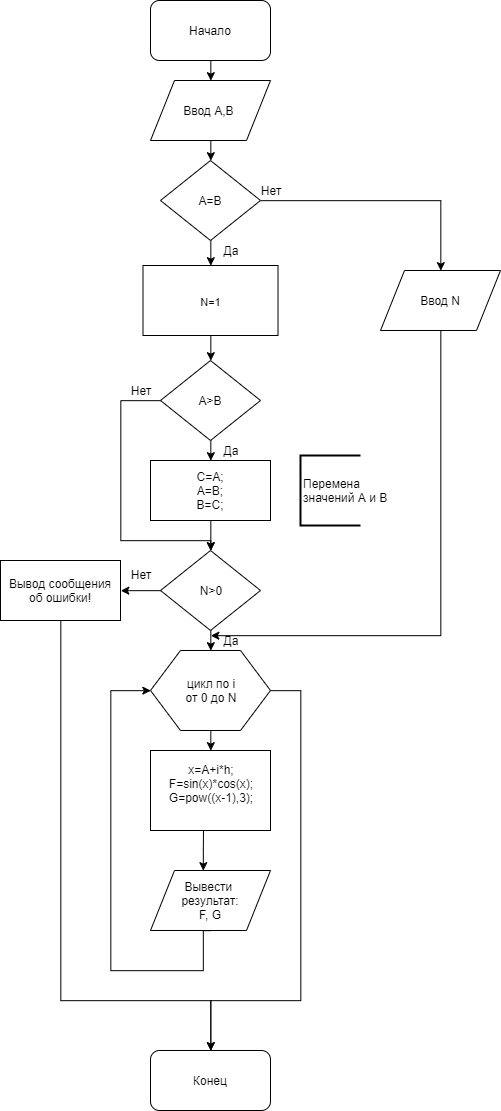 Начало
Ввод A,B
A=B
Нет
Да
N=1
Ввод N
Нет
A>B
Да
C=A;
A=B;
B=C;
Перемена
значений А и В
Вывод сообщения
об ошибки!
Нет
N>0
Да
цикл по i
от 0 до N
x=A+i*h;
F=sin(x)*cos(x);
G=pow((x-1),3);
Вывести
результат:
F, G
Конец